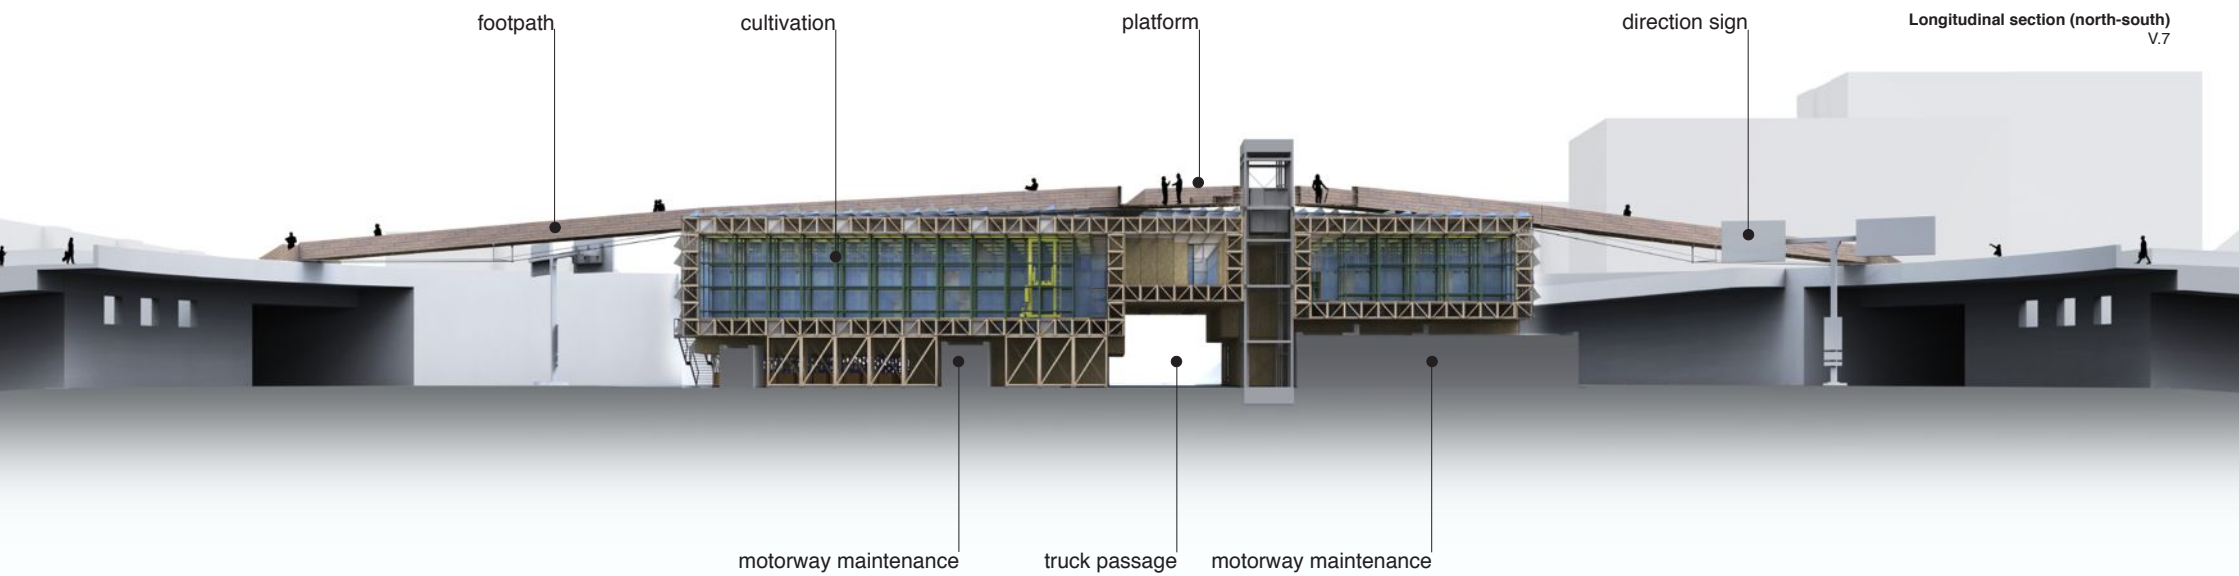 footpath
cultivation
platform
direction sign
Longitudinal section (north-south)
V.7
motorway maintenance
truck passage
motorway maintenance